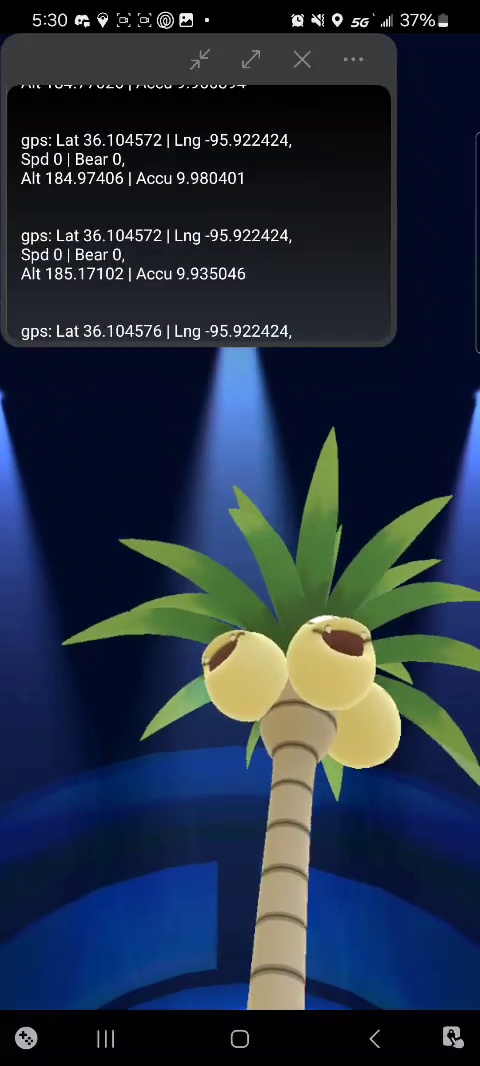 5:30
5G
37%
gps: Lat 36.104572 | Lng -95.922424,
Spd 0 | Bear 0,
Alt 184.97406 | Accu 9.980401
gps: Lat 36.104572 | Lng -95.922424,
Spd 0 | Bear 0,
Alt 185.17102 | Accu 9.935046
gps: Lat 36.104576 | Lng -95.922424,